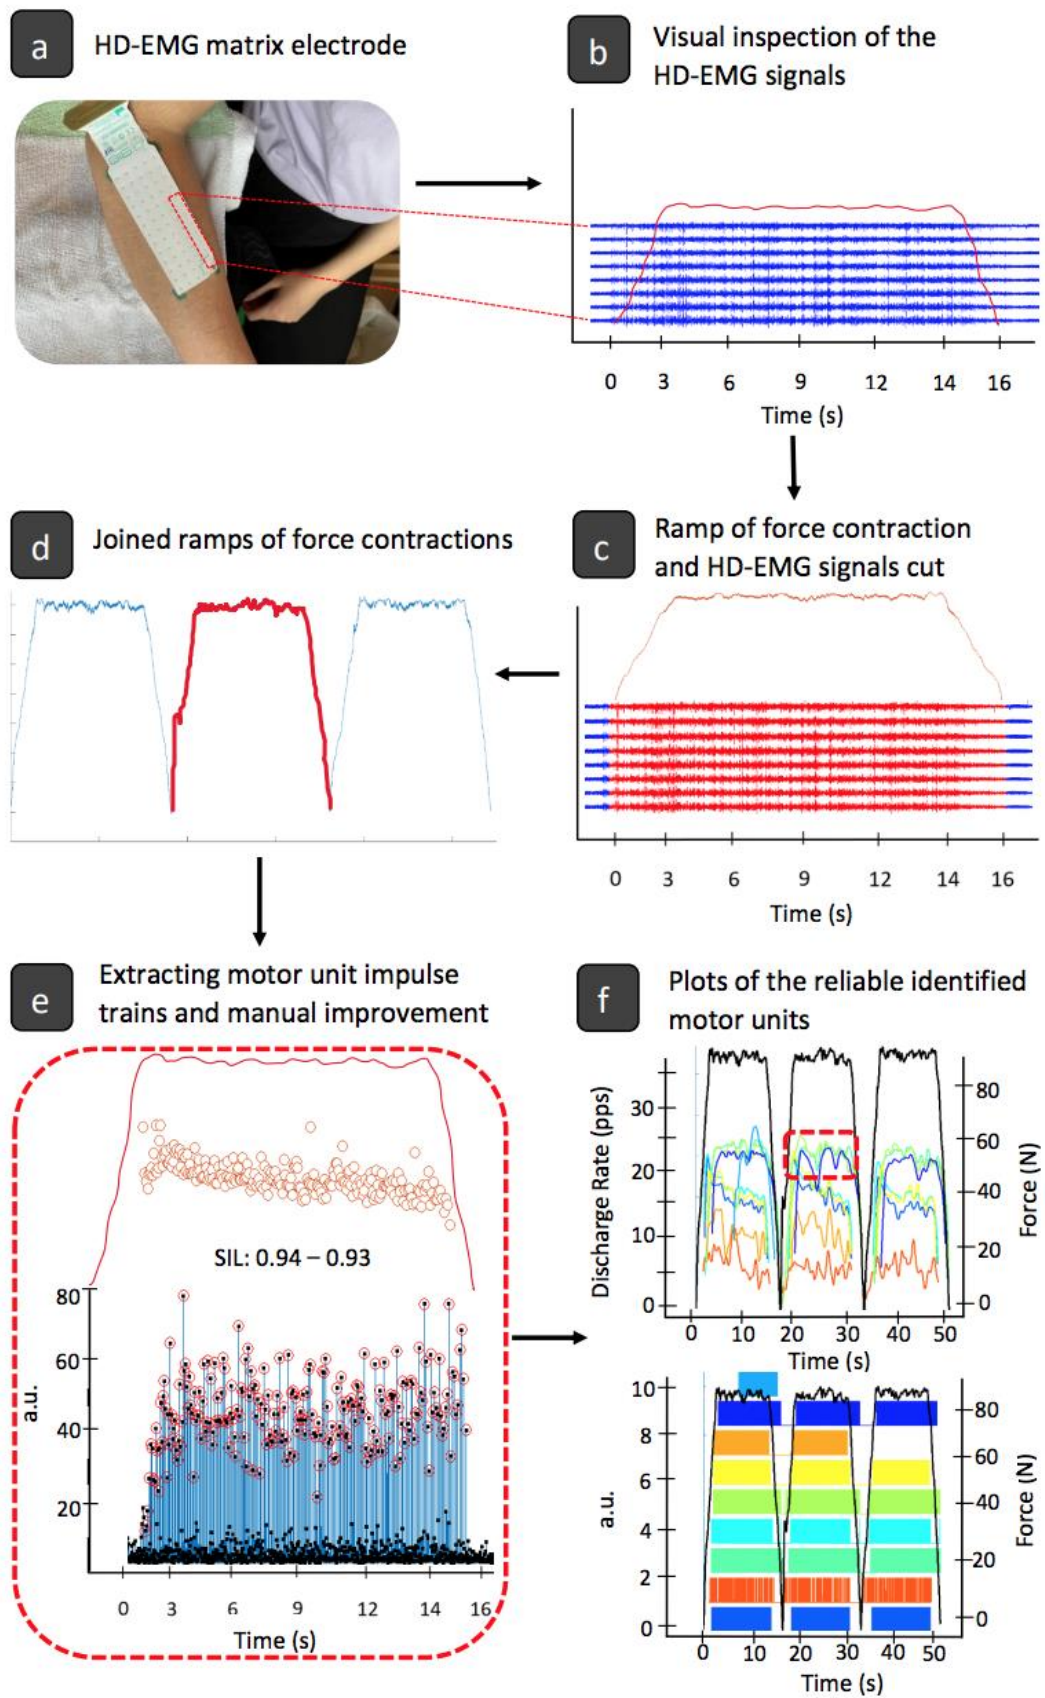 a
HD-EMG matrix electrode
b
Visual inspection of the
HD-EMG signals
0 3 6 9 12 14 16
Time (s)
c
Ramp of force contraction
and HD-EMG signals cut
0 3 6 9 12 14 16
Time (s)
d
Joined ramps of force contractions
e
Extracting motor unit impulse
trains and manual improvement
SIL: 0.94 – 0.93
80
60
40
20
a.u.
0 3 6 9 12 14 16
Time (s)
f
Plots of the reliable identified
motor units
30
20
10
0
Discharge Rate (pps)
80
60
40
20
0
Force (N)
0 10 20 30 40 50
Time (s)
10
8
6
4
2
0
a.u.
80
60
40
20
0
Force (N)
0 10 20 30 40 50
Time (s)